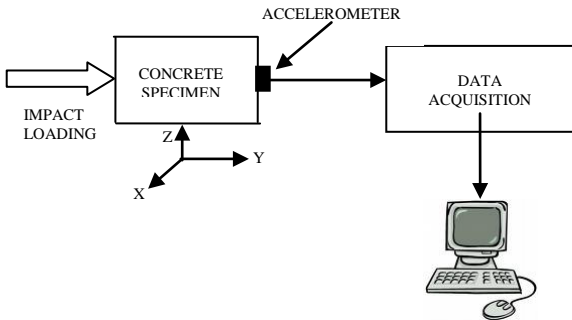 ACCELEROMETER
CONCRETE
SPECIMEN
DATA
ACQUISITION
IMPACT
LOADING
Z
Y
X